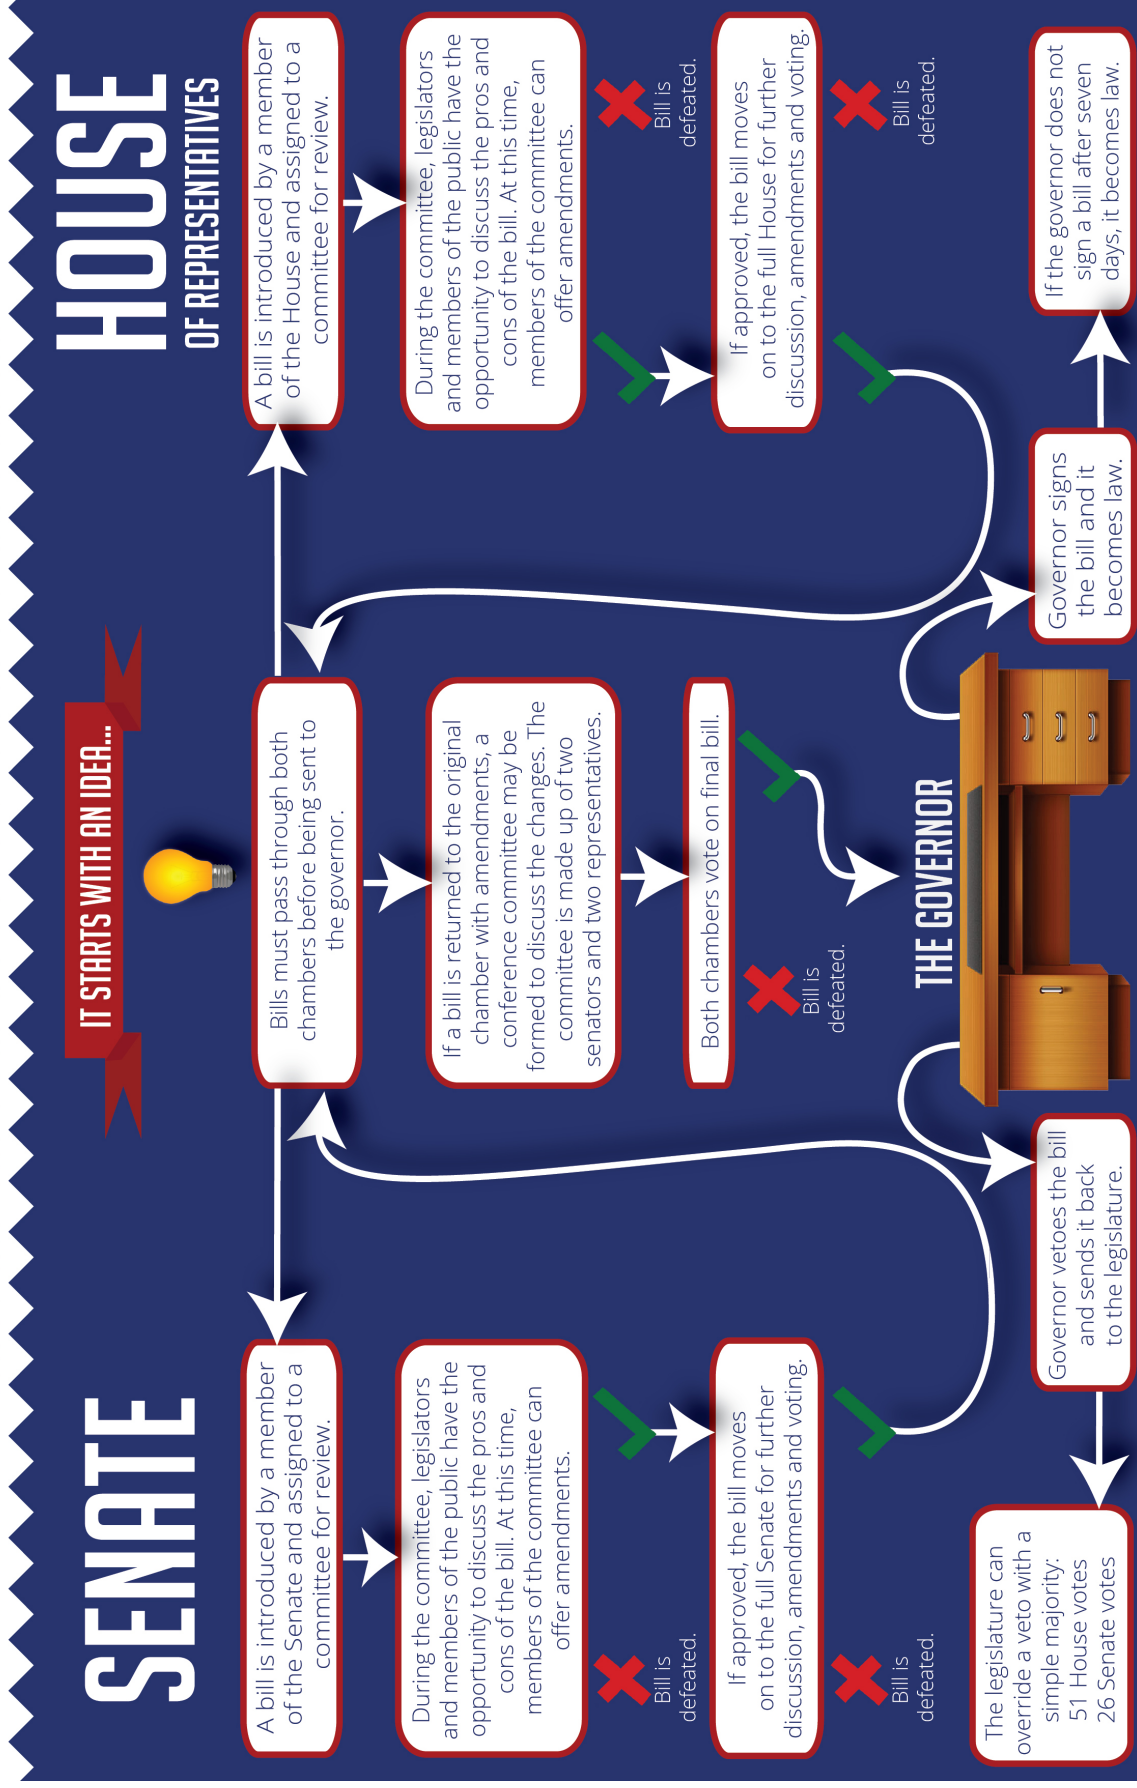 IT STARTS WITH AN IDEA...
SENATE
A bill is introduced by a member
of the Senate and assigned to a
committee for review.
During the committee, legislators
and members of the public have the
opportunity to discuss the pros and
cons of the bill. At this time,
members of the committee can
offer amendments.
Bill is
defeated.
If approved, the bill moves
on to the full Senate for further
discussion, amendments and voting.
Bill is
defeated.
Bills must pass through both
chambers before being sent to
the governor.
If a bill is returned to the original
chamber with amendments, a
conference committee may be
formed to discuss the changes. The
committee is made up of two
senators and two representatives.
Both chambers vote on final bill.
Bill is
defeated.
HOUSE
OF REPRESENTATIVES
A bill is introduced by a member
of the House and assigned to a
committee for review.
During the committee, legislators
and members of the public have the
opportunity to discuss the pros and
cons of the bill. At this time,
members of the committee can
offer amendments.
Bill is
defeated.
If approved, the bill moves
on to the full House for further
discussion, amendments and voting.
Bill is
defeated.
THE GOVERNOR
Governor vetoes the bill
and sends it back
to the legislature.
The legislature can
override a veto with a
simple majority:
51 House votes
26 Senate votes
Governor signs
the bill and it
becomes law.
If the governor does not
sign a bill after seven
days, it becomes law.